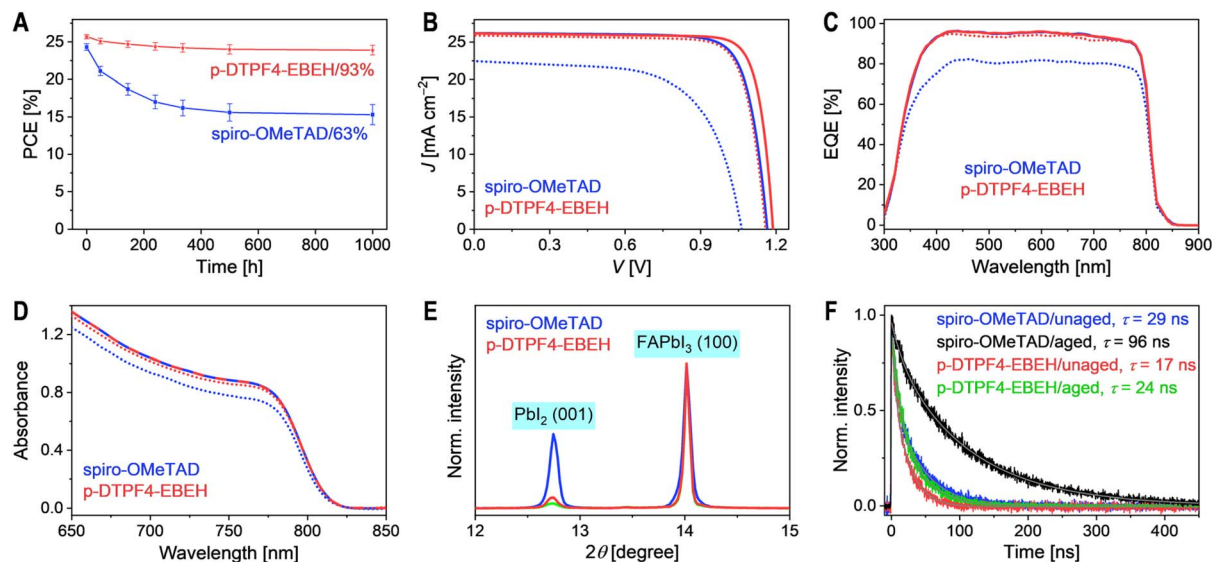 A
PCE [%]
30
25
20
15
10
5
0
p-DTPF4-EBEH/93%
spiro-OMeTAD/63%
0 200 400 600 800 1000
Time [h]
B
J [mA cm⁻²]
30
25
20
15
10
5
0
spiro-OMeTAD
p-DTPF4-EBEH
0.0 0.3 0.6 0.9 1.2
V [V]
C
EQE [%]
100
80
60
40
20
0
spiro-OMeTAD
p-DTPF4-EBEH
300 400 500 600 700 800 900
Wavelength [nm]
D
Absorbance
1.2
0.8
0.4
0.0
spiro-OMeTAD
p-DTPF4-EBEH
650 700 750 800 850
Wavelength [nm]
E
Norm. intensity
spiro-OMeTAD
p-DTPF4-EBEH
FAPbI₃ (100)
PbI₂ (001)
12 13 14 15
2θ [degree]
F
Norm. intensity
1.0
0.5
0.0
spiro-OMeTAD/unaged, τ = 29 ns
spiro-OMeTAD/aged, τ = 96 ns
p-DTPF4-EBEH/unaged, τ = 17 ns
p-DTPF4-EBEH/aged, τ = 24 ns
0 100 200 300 400
Time [ns]